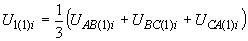 U1(1)i = 1/3 (UAB(1)i + UBC(1)i + UCA(1)i)